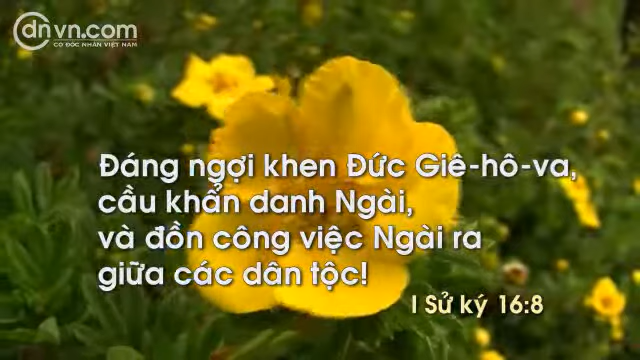 cdnvn.com
CƠ ĐỐC NHÂN VIỆT NAM
Đáng ngợi khen Đức Giê-hô-va,
cầu khẩn danh Ngài,
và đồn công việc Ngài ra
giữa các dân tộc!
I Sử ký 16:8